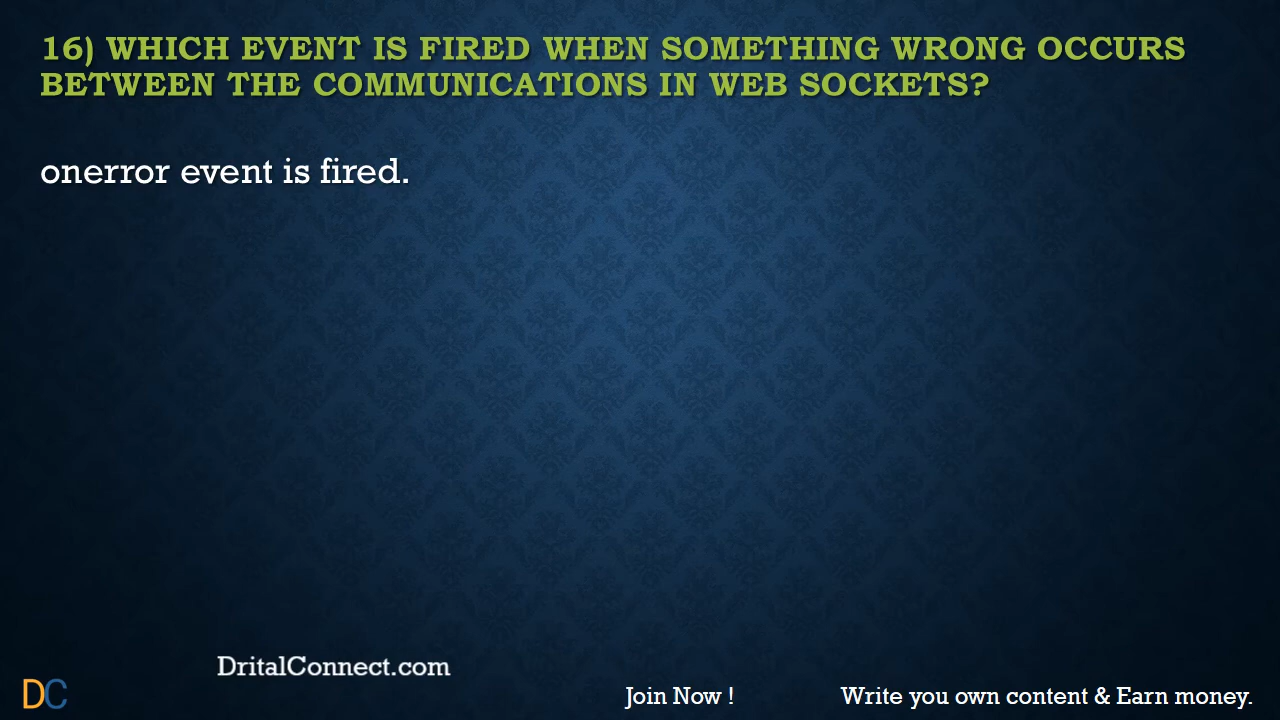 16) WHICH EVENT IS FIRED WHEN SOMETHING WRONG OCCURS
BETWEEN THE COMMUNICATIONS IN WEB SOCKETS?
onerror event is fired.
DritalConnect.com
DC
Join Now !
Write you own content & Earn money.